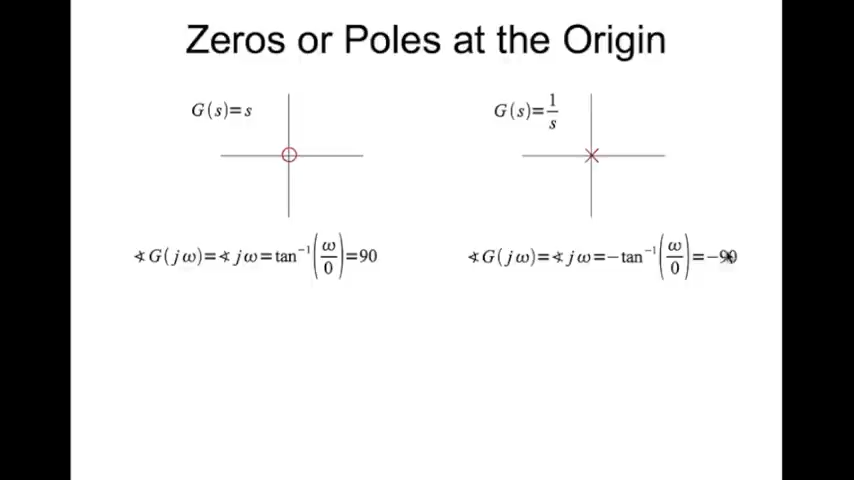 Zeros or Poles at the Origin
G(s)=s
G(s)=1/s
∢G(jω)=∢jω=tan⁻¹(ω/0)=90
∢G(jω)=∢jω=−tan⁻¹(ω/0)=−90